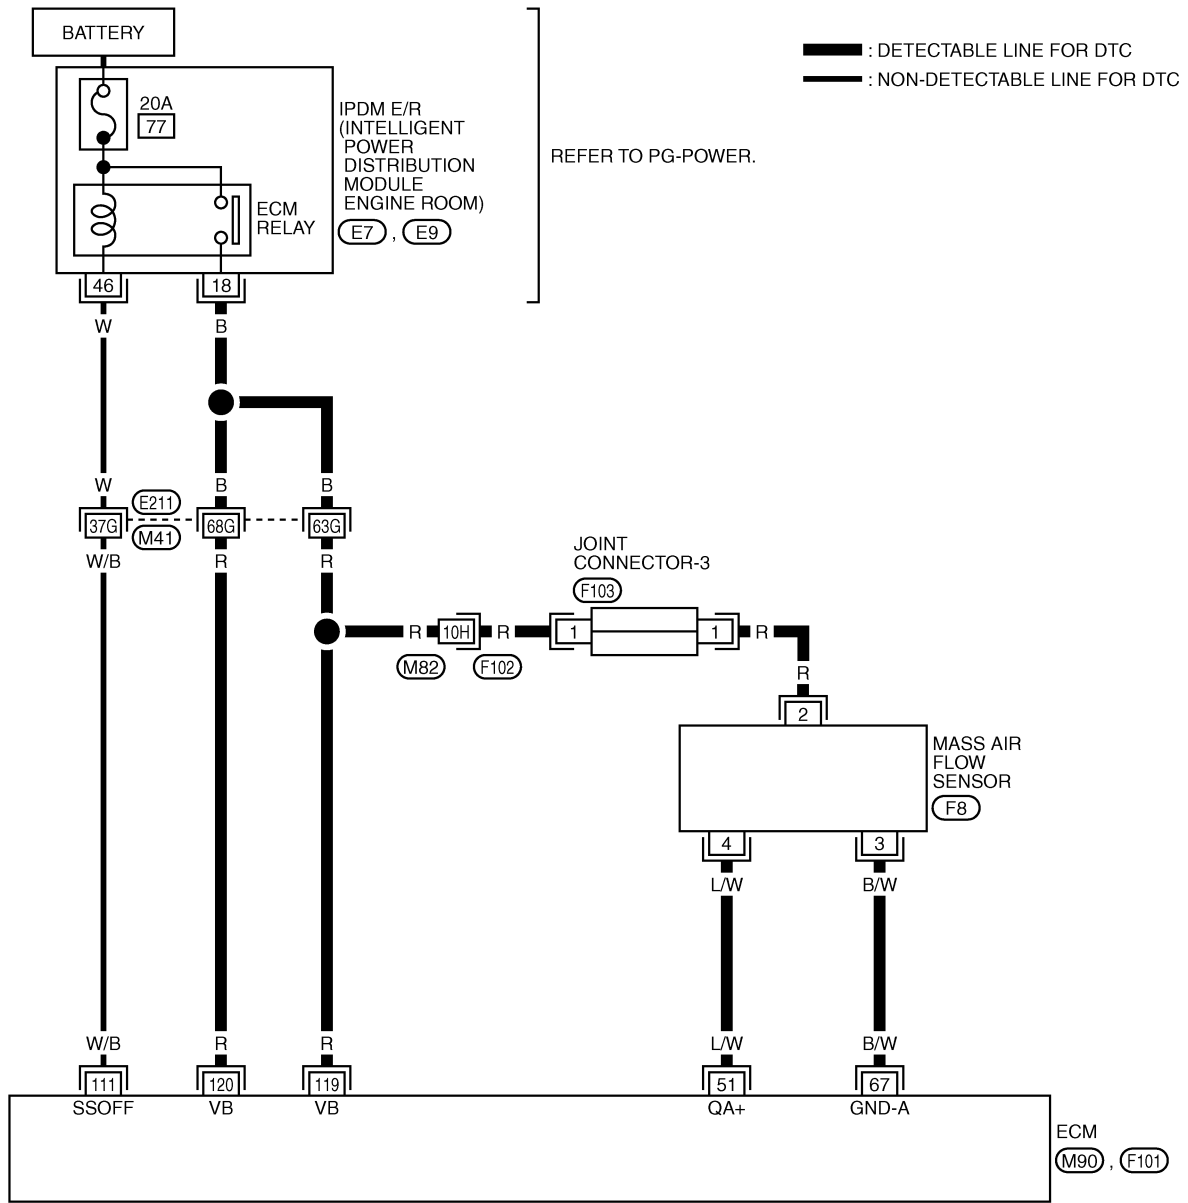 BATTERY
: DETECTABLE LINE FOR DTC
: NON-DETECTABLE LINE FOR DTC
20A
77
IPDM E/R
(INTELLIGENT
POWER
DISTRIBUTION
MODULE
ENGINE ROOM)
E7 , E9
REFER TO PG-POWER.
ECM
RELAY
46 18
W B
W B B
E211
37G 68G 63G
M41
W/B R R
JOINT
CONNECTOR-3
F103
R 10H R 1 1 R
M82 F102
R
2
MASS AIR
FLOW
SENSOR
F8
4 3
L/W B/W
W/B R R L/W B/W
111 120 119 51 67
SSOFF VB VB QA+ GND-A
ECM
M90 , F101